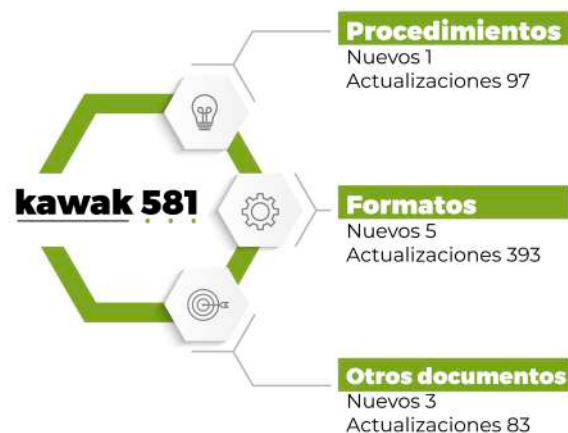 Procedimientos
Nuevos 1
Actualizaciones 97
kawak 581
Formatos
Nuevos 5
Actualizaciones 393
Otros documentos
Nuevos 3
Actualizaciones 83